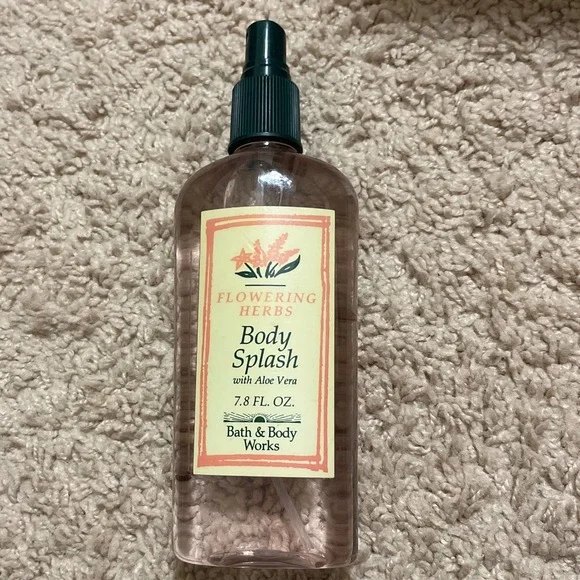 FLOWERING
HERBS
Body
Splash
with Aloe Vera
7.8 FL. OZ.
Bath & Body
Works